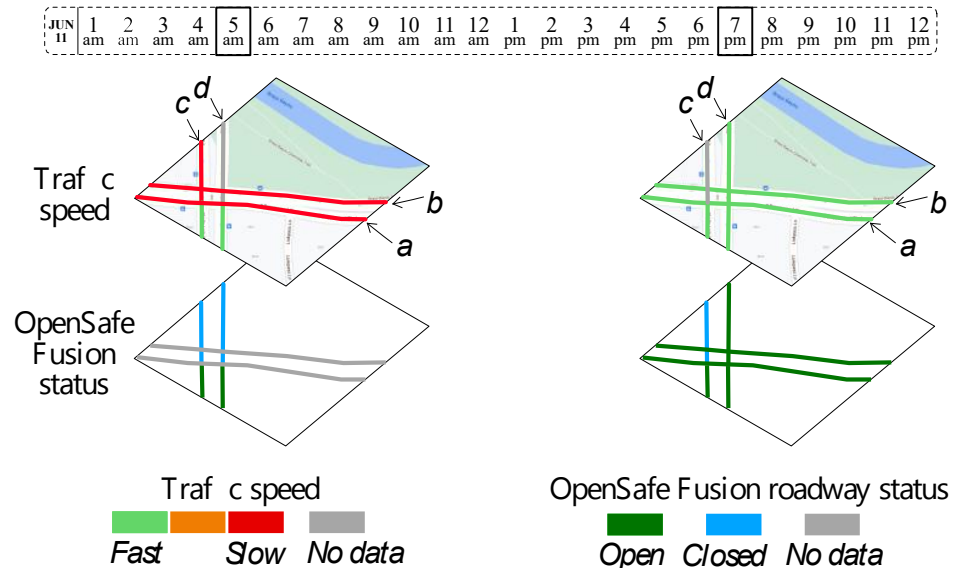 JUN 11 1 am 2 am 3 am 4 am 5 am 6 am 7 am 8 am 9 am 10 am 11 am 12 am 1 pm 2 pm 3 pm 4 pm 5 pm 6 pm 7 pm 8 pm 9 pm 10 pm 11 pm 12 pm
c d
c d
Traf c
speed
b
a
b
a
OpenSafe
Fusion
status
Traf c speed
Fast Slow No data
OpenSafe Fusion roadway status
Open Closed No data